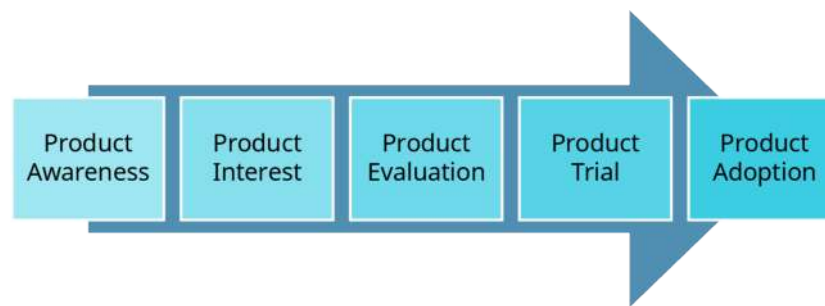 Product
Awareness
Product
Interest
Product
Evaluation
Product
Trial
Product
Adoption